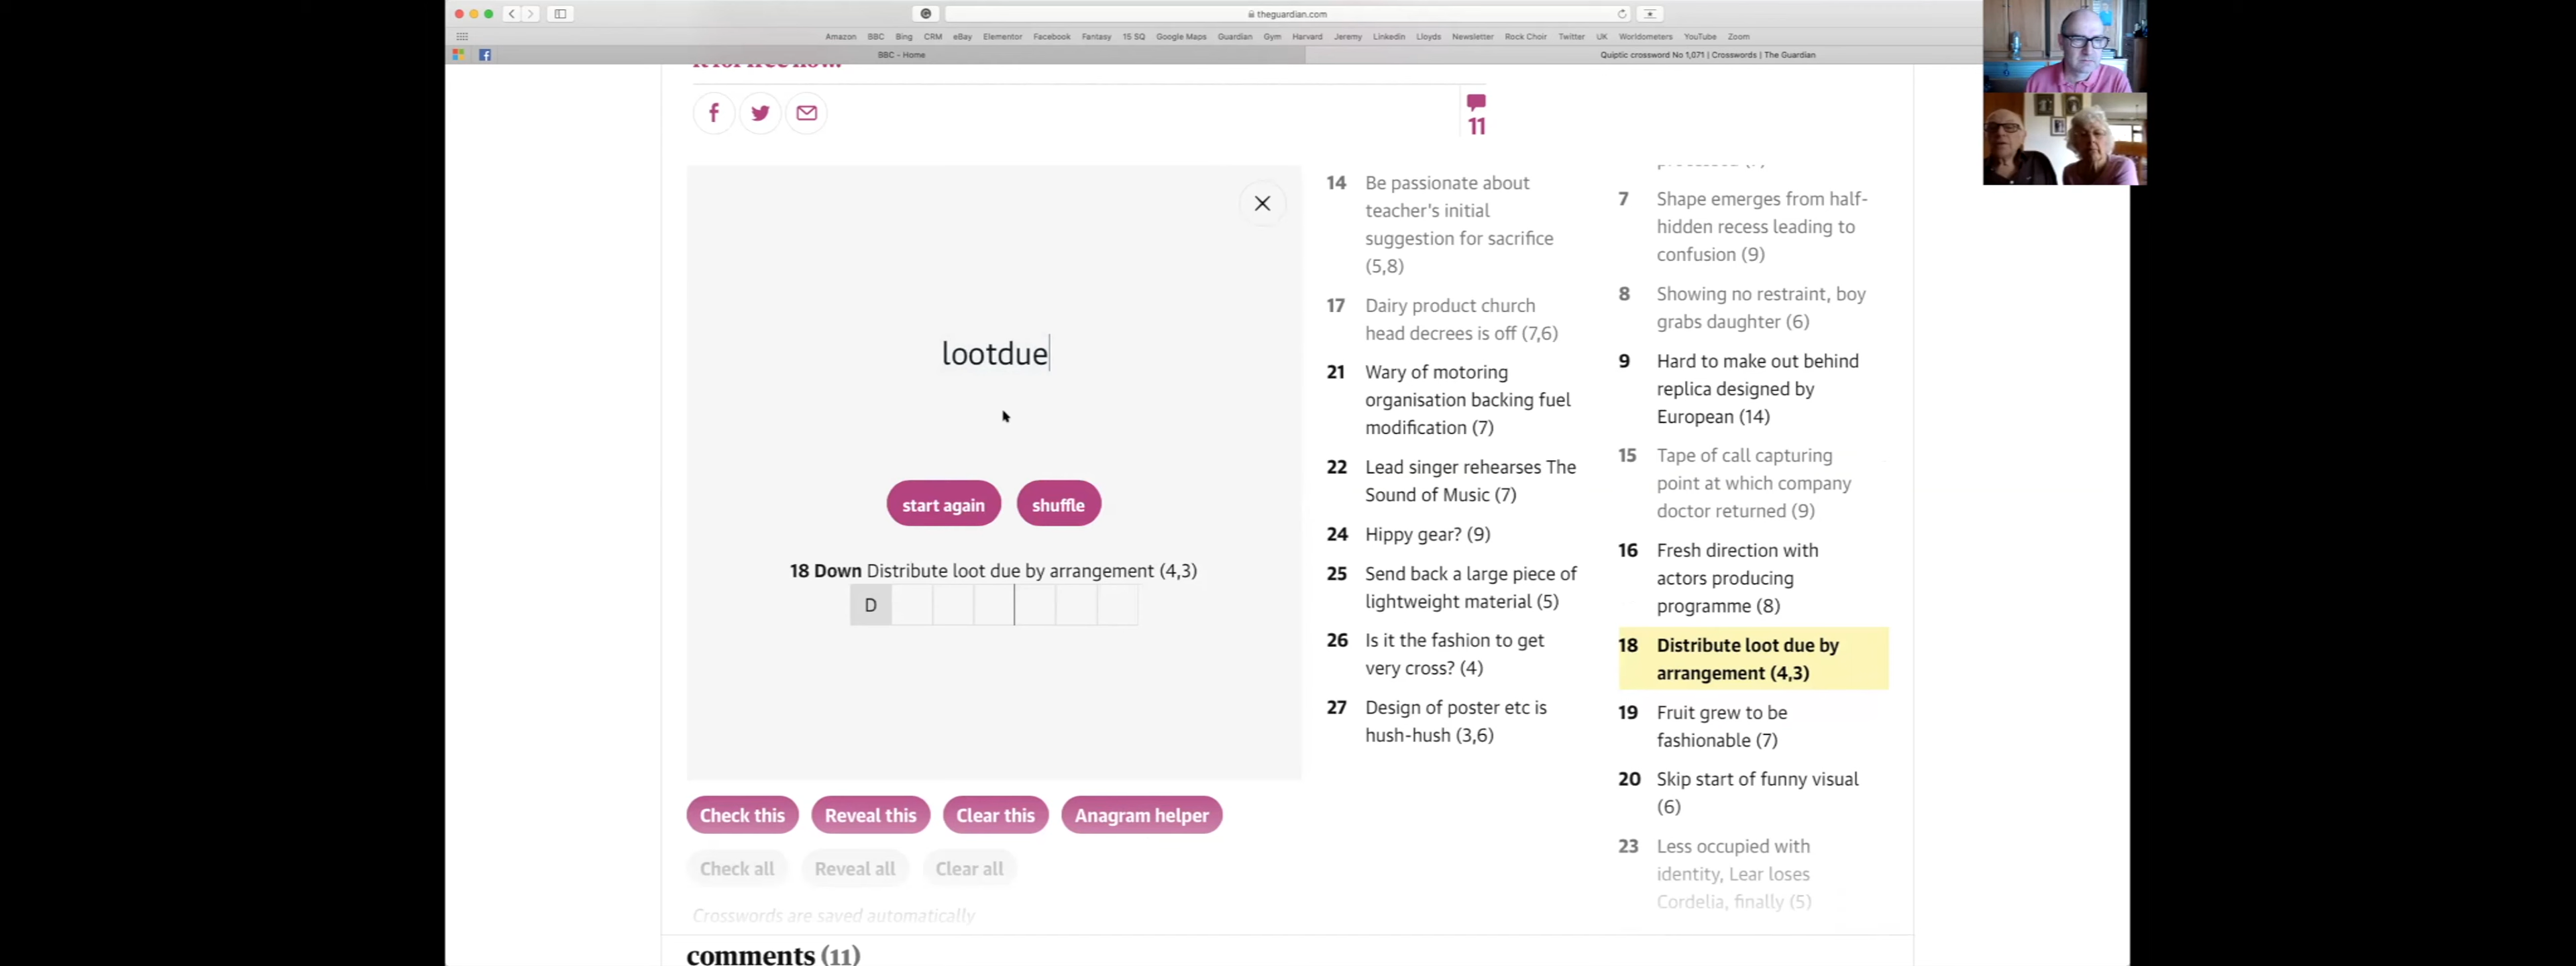 theguardian.com
Amazon BBC Bing CRM eBay Elementor Facebook Fantasy 15 SQ Google Maps Guardian Gym Harvard Jeremy Linkedin Lloyds Newsletter Rock Choir Twitter UK Worldometers YouTube Zoom
BBC - Home
Quiptic crossword No 1,071 | Crosswords | The Guardian
it for free now.
11
lootdue
start again
shuffle
18 Down Distribute loot due by arrangement (4,3)
D
Check this
Reveal this
Clear this
Anagram helper
Check all
Reveal all
Clear all
Crosswords are saved automatically
comments (11)
14 Be passionate about
teacher's initial
suggestion for sacrifice
(5,8)
17 Dairy product church
head decrees is off (7,6)
21 Wary of motoring
organisation backing fuel
modification (7)
22 Lead singer rehearses The
Sound of Music (7)
24 Hippy gear? (9)
25 Send back a large piece of
lightweight material (5)
26 Is it the fashion to get
very cross? (4)
27 Design of poster etc is
hush-hush (3,6)
7 Shape emerges from half-
hidden recess leading to
confusion (9)
8 Showing no restraint, boy
grabs daughter (6)
9 Hard to make out behind
replica designed by
European (14)
15 Tape of call capturing
point at which company
doctor returned (9)
16 Fresh direction with
actors producing
programme (8)
18 Distribute loot due by
arrangement (4,3)
19 Fruit grew to be
fashionable (7)
20 Skip start of funny visual
(6)
23 Less occupied with
identity, Lear loses
Cordelia, finally (5)